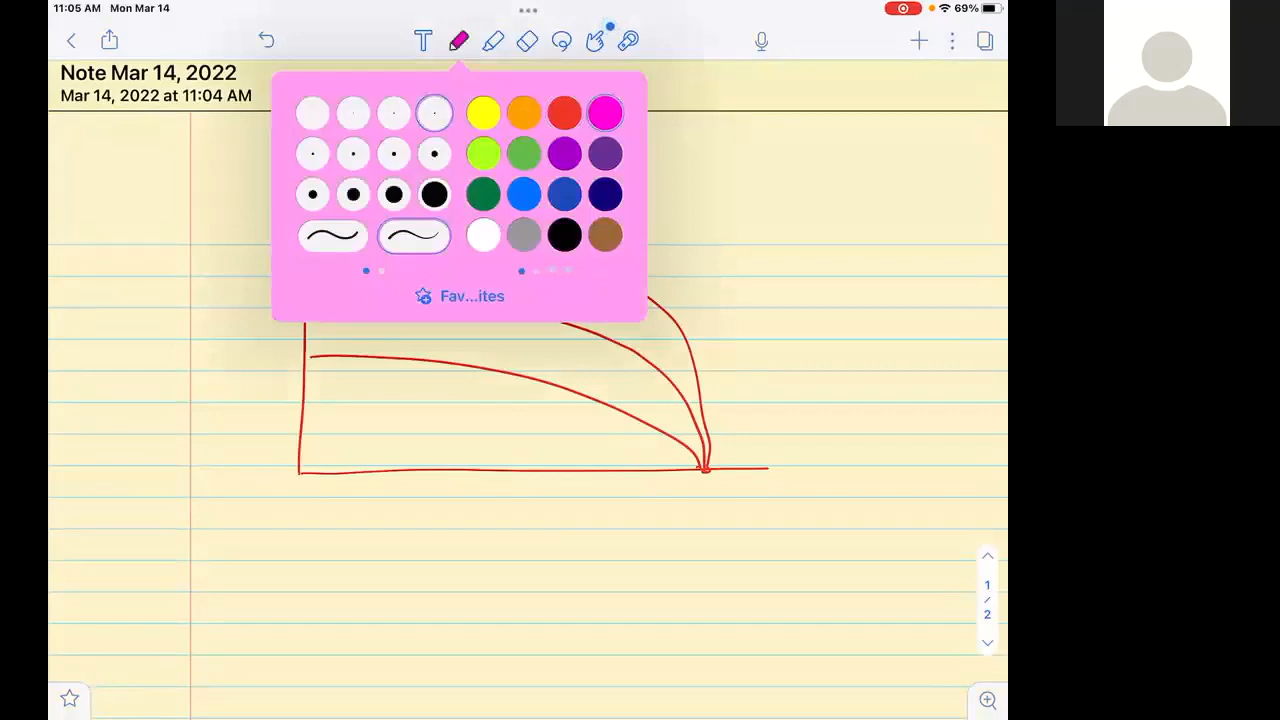 11:05 AM Mon Mar 14
69%
Note Mar 14, 2022
Mar 14, 2022 at 11:04 AM
Fav...ites
1
/
2